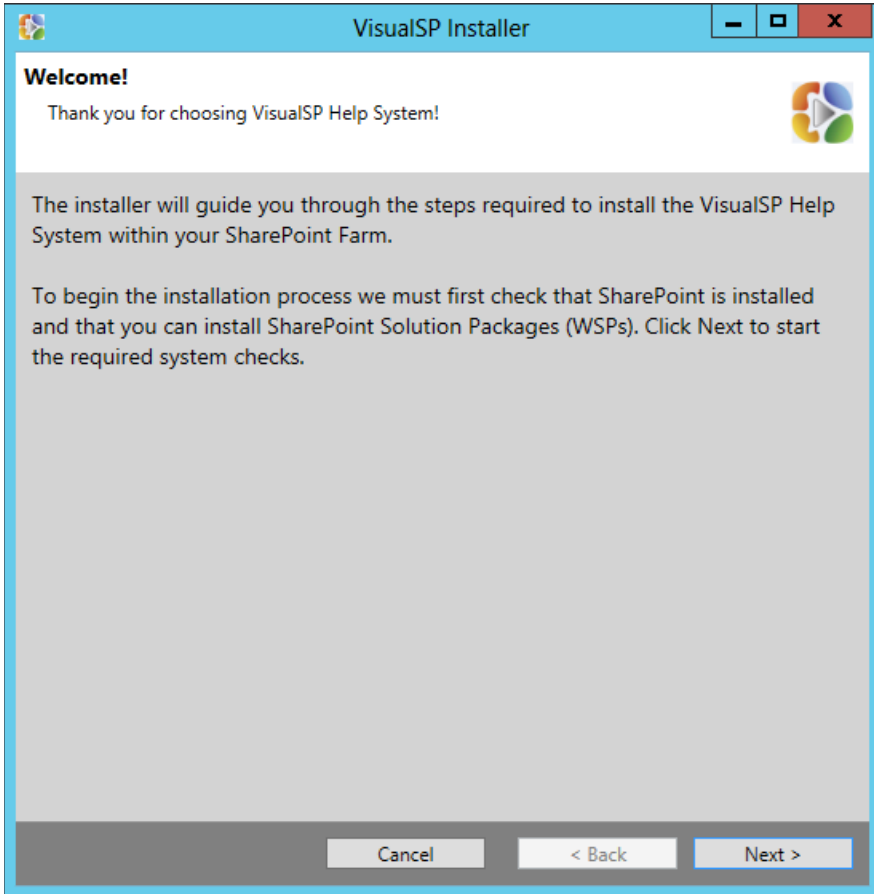 VisualSP Installer
Welcome!
Thank you for choosing VisualSP Help System!
The installer will guide you through the steps required to install the VisualSP Help
System within your SharePoint Farm.
To begin the installation process we must first check that SharePoint is installed
and that you can install SharePoint Solution Packages (WSPs). Click Next to start
the required system checks.
Cancel
< Back
Next >